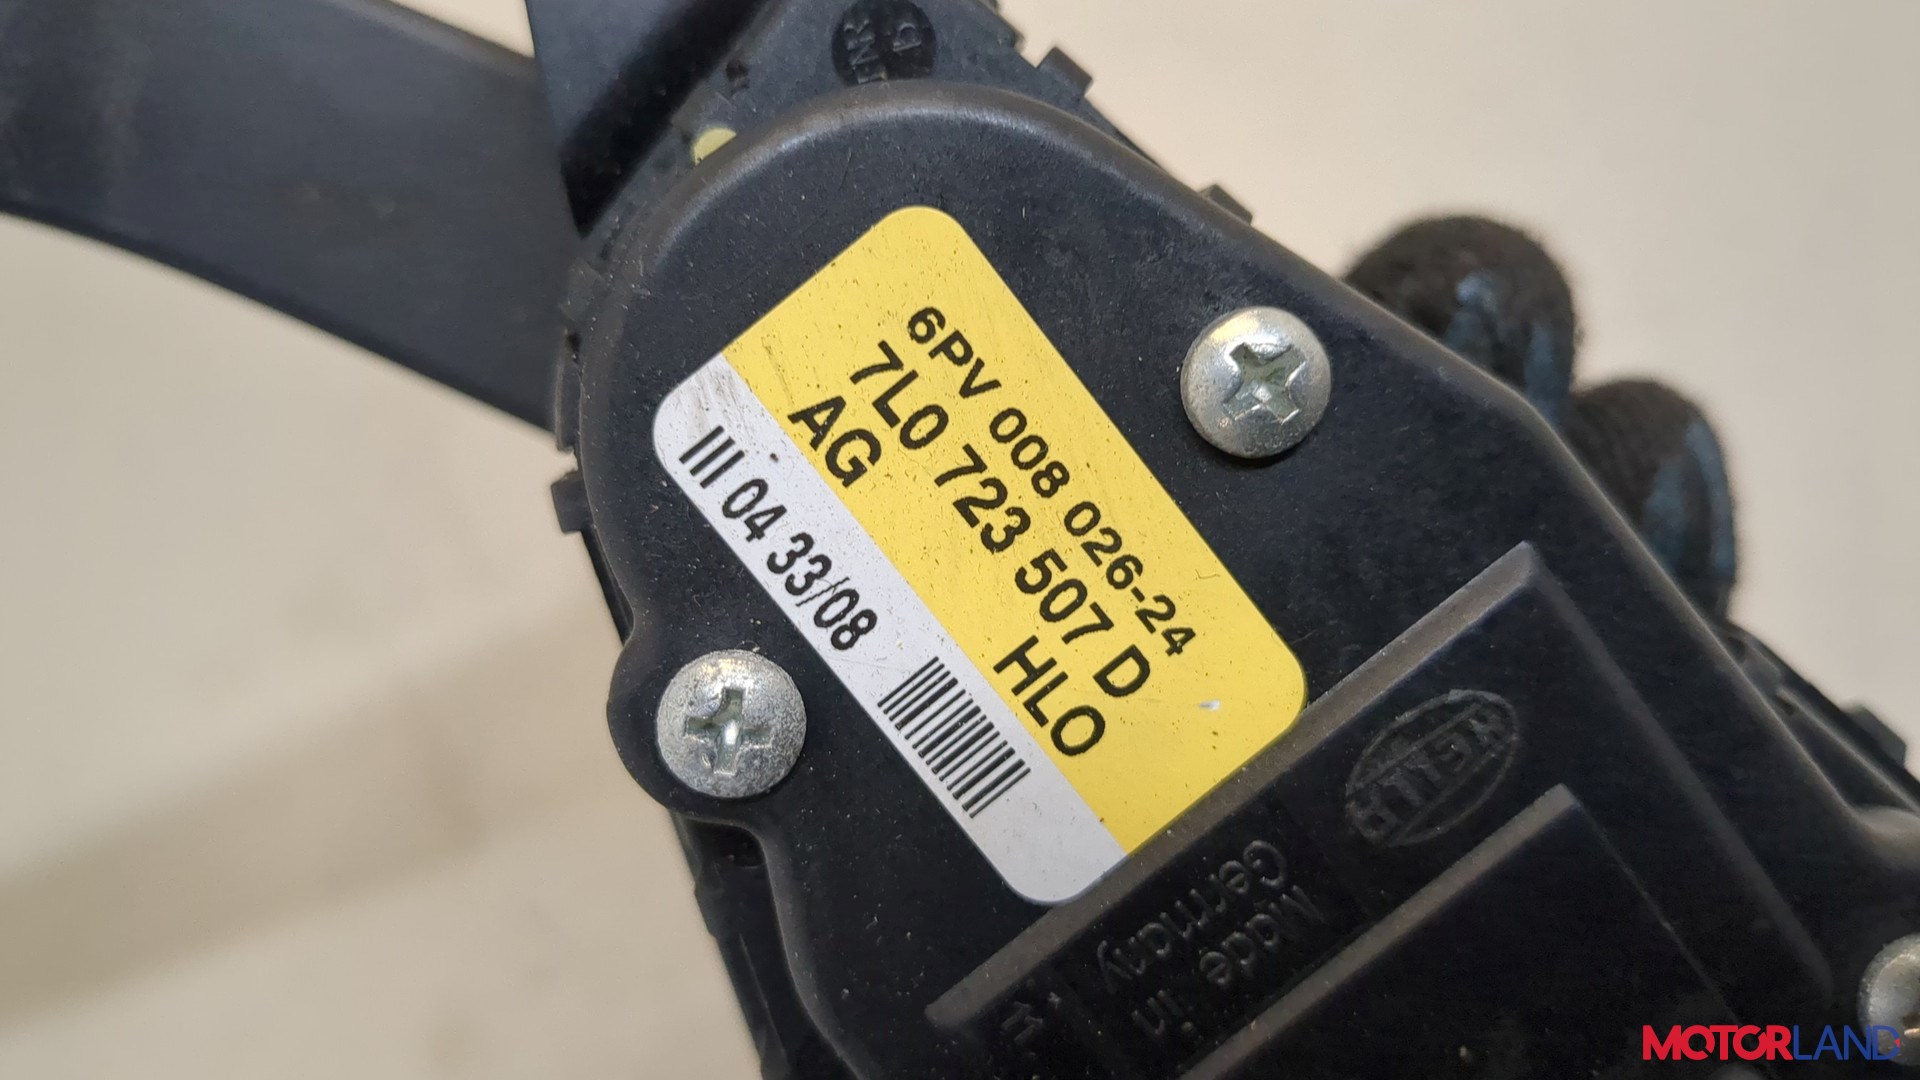 6PV 008 026-24
7L0 723 507 D
AG HLO
04 33/08
HELLA
Made in
Germany
MOTORLAND